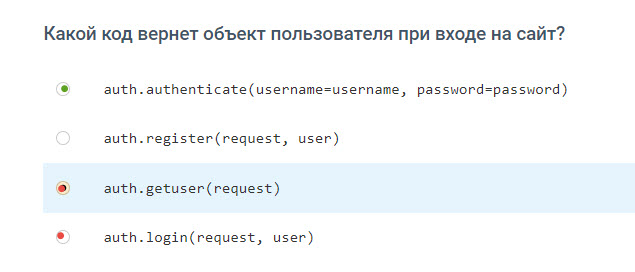 Какой код вернет объект пользователя при входе на сайт?
auth.authenticate(username=username, password=password)
auth.register(request, user)
auth.getuser(request)
auth.login(request, user)